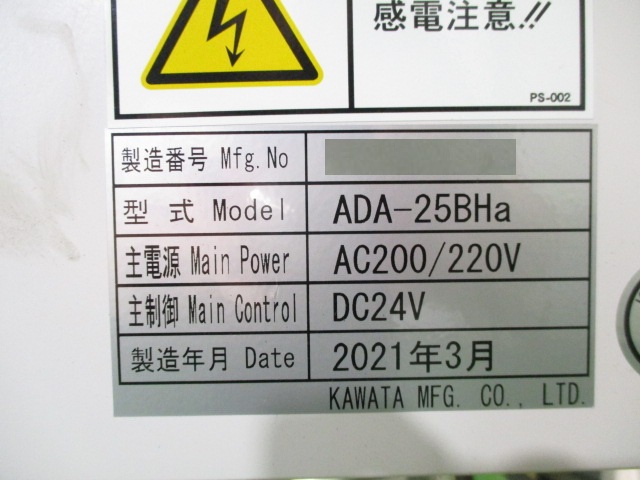 感電注意!!
PS-002
製造番号 Mfg.No
型式 Model ADA-25BHa
主電源 Main Power AC200/220V
主制御 Main Control DC24V
製造年月 Date 2021年3月
KAWATA MFG. CO., LTD.